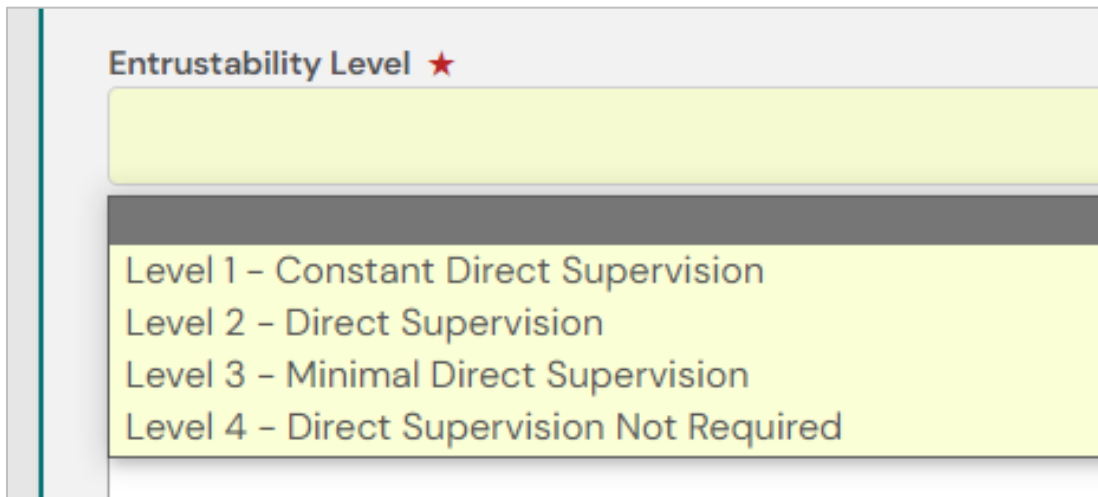 Entrustability Level ★
Level 1 – Constant Direct Supervision
Level 2 – Direct Supervision
Level 3 – Minimal Direct Supervision
Level 4 – Direct Supervision Not Required